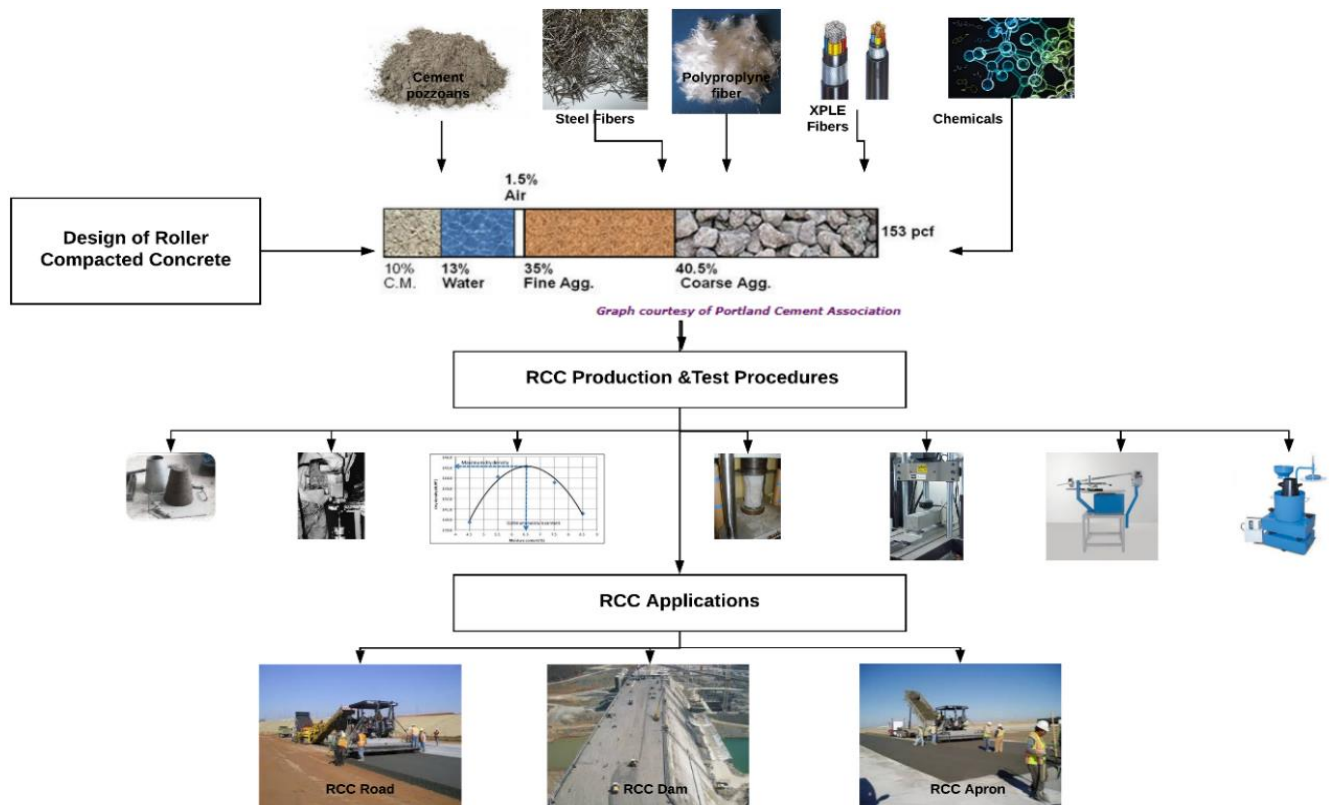 Cement
pozzoans
Steel Fibers
Polyproplyne
fiber
XPLE
Fibers
Chemicals
1.5%
Air
Design of Roller
Compacted Concrete
153 pcf
10%
C.M.
13%
Water
35%
Fine Agg.
40.5%
Coarse Agg.
Graph courtesy of Portland Cement Association
RCC Production &Test Procedures
RCC Applications
RCC Road
RCC Dam
RCC Apron